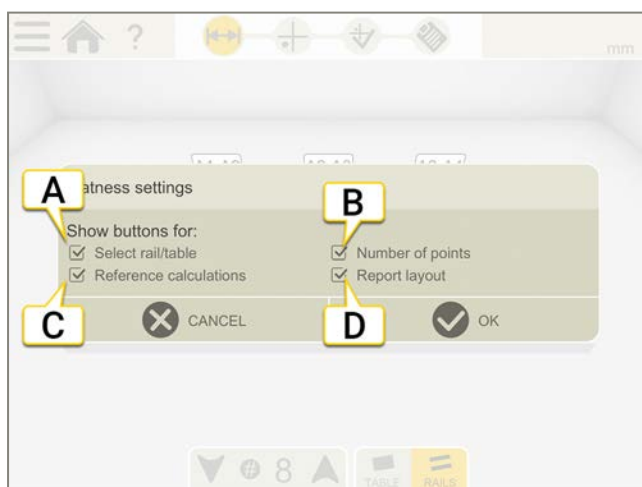 ?
mm
A
B
atness settings
Show buttons for:
Select rail/table
Number of points
Reference calculations
Report layout
C
D
CANCEL
OK
# 8
TABLE
RAILS